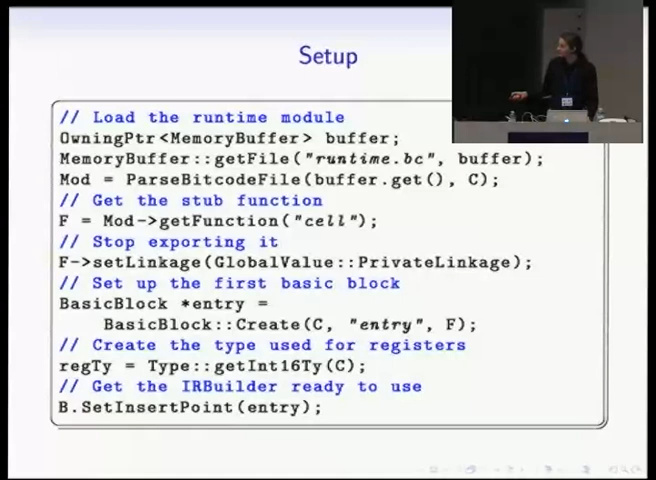 Setup
// Load the runtime module
OwningPtr<MemoryBuffer> buffer;
MemoryBuffer::getFile("runtime.bc", buffer);
Mod = ParseBitcodeFile(buffer.get(), C);
// Get the stub function
F = Mod->getFunction("cell");
// Stop exporting it
F->setLinkage(GlobalValue::PrivateLinkage);
// Set up the first basic block
BasicBlock *entry =
BasicBlock::Create(C, "entry", F);
// Create the type used for registers
regTy = Type::getInt16Ty(C);
// Get the IRBuilder ready to use
B.SetInsertPoint(entry);